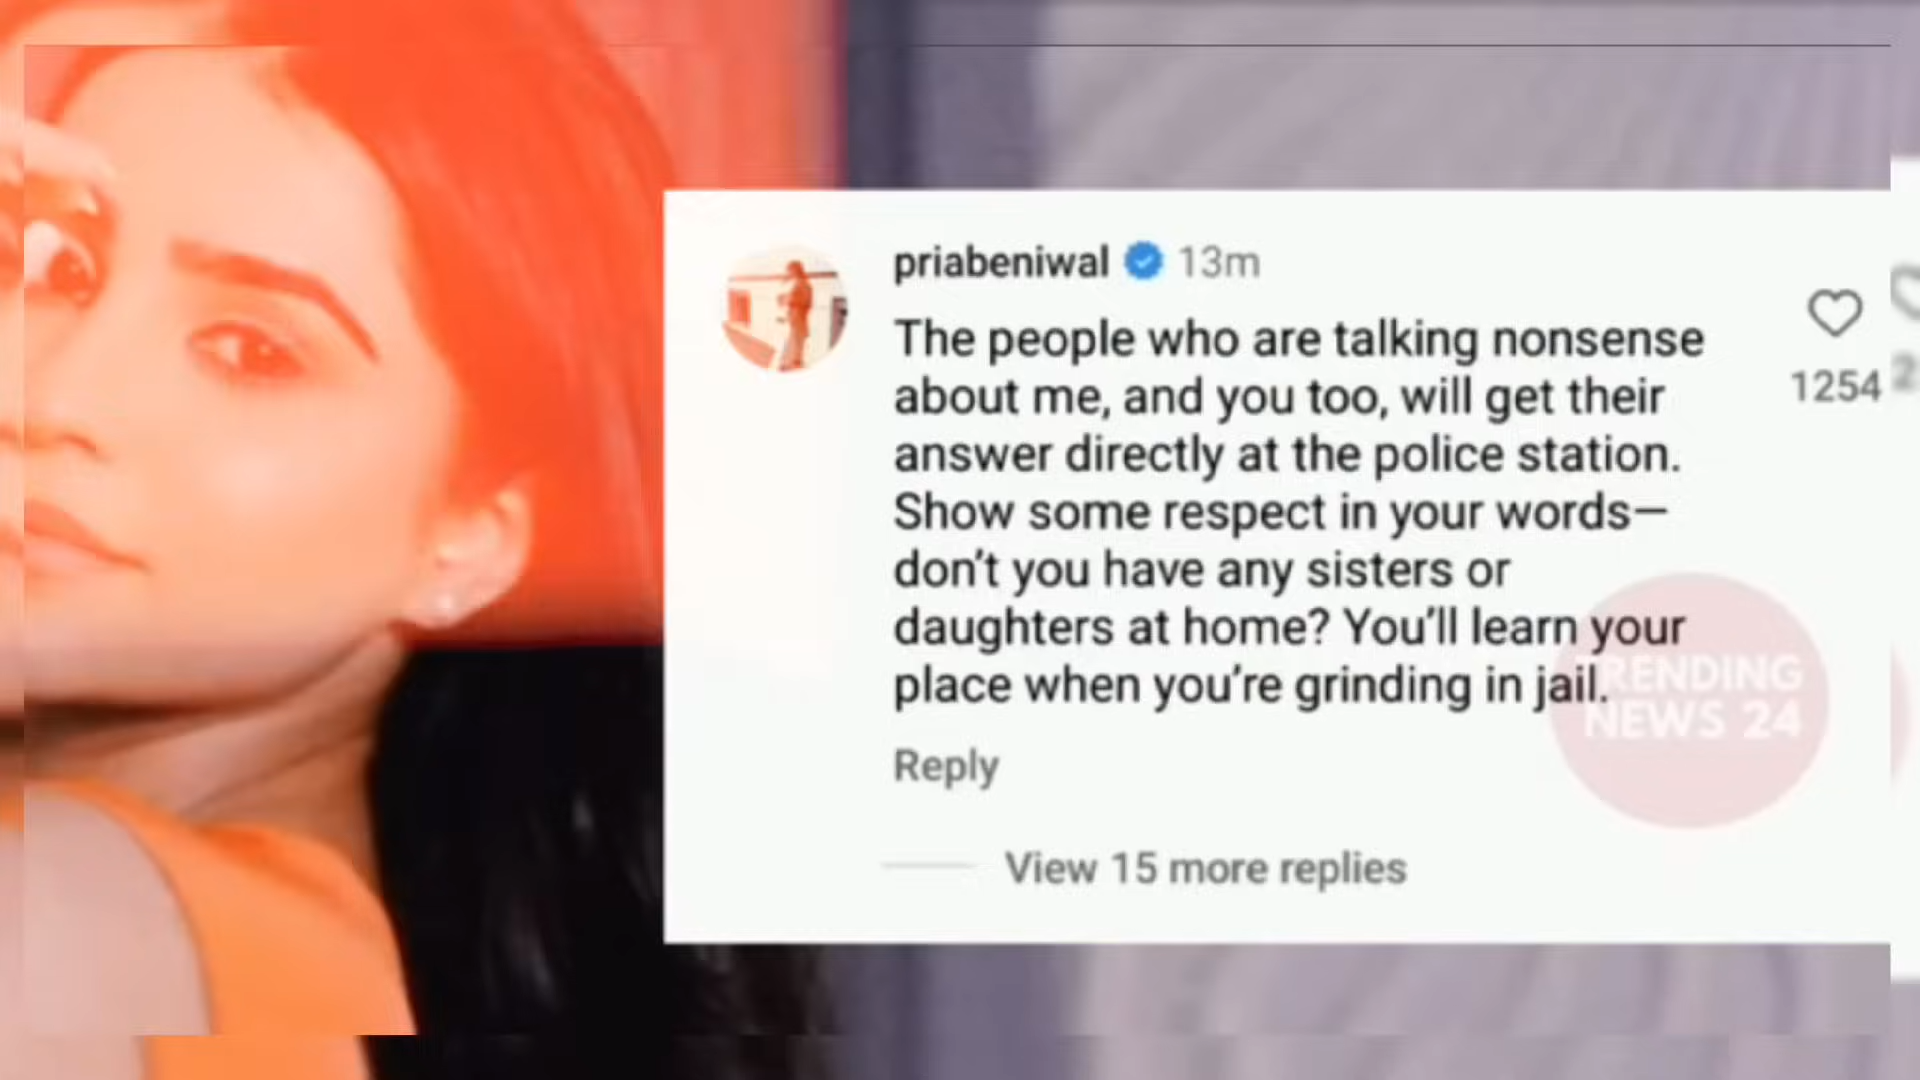 priabeniwal 13m
The people who are talking nonsense
about me, and you too, will get their
answer directly at the police station.
Show some respect in your words—
don’t you have any sisters or
daughters at home? You’ll learn your
place when you’re grinding in jail.
1254
Reply
View 15 more replies
TRENDING
NEWS 24